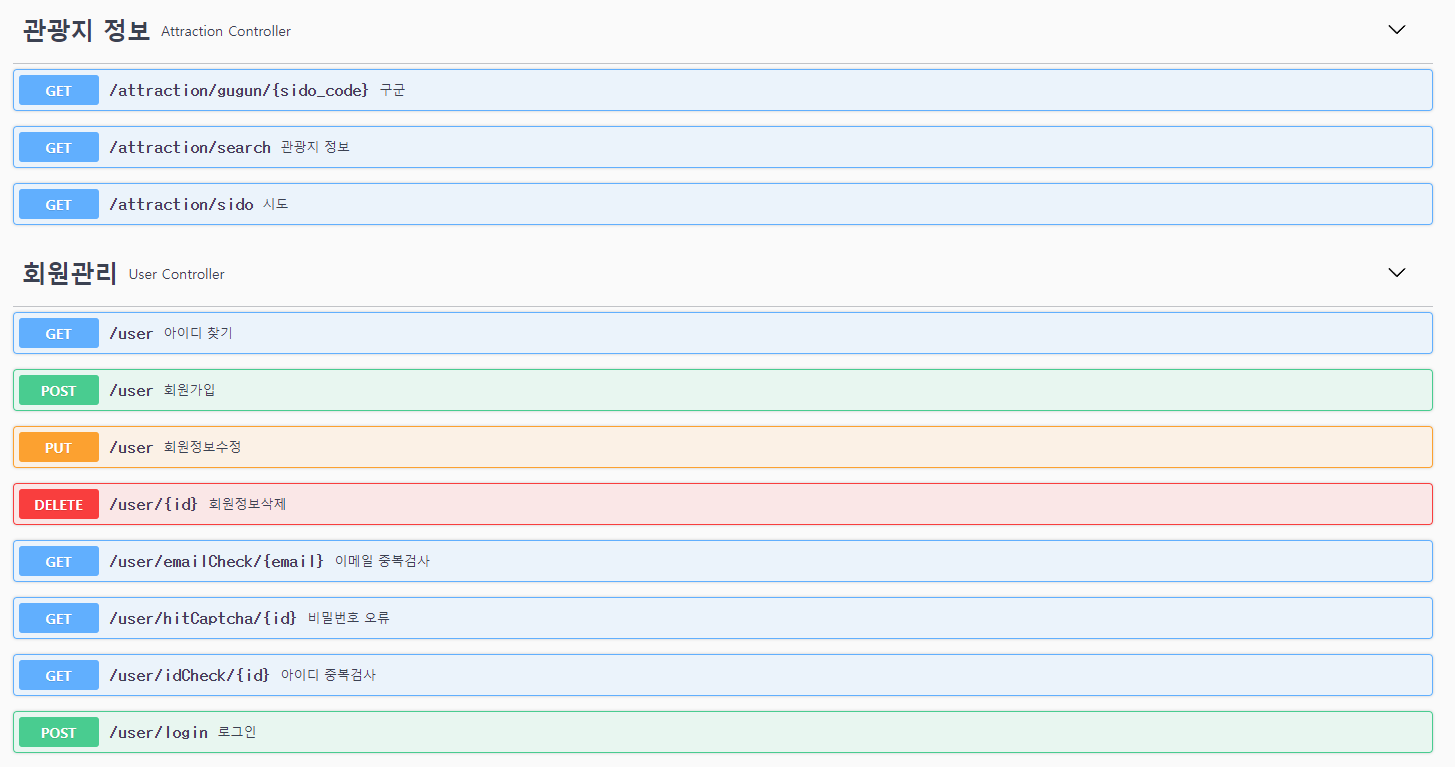 관광지 정보 Attraction Controller
GET /attraction/gugun/{sido_code} 구군
GET /attraction/search 관광지 정보
GET /attraction/sido 시도
회원관리 User Controller
GET /user 아이디 찾기
POST /user 회원가입
PUT /user 회원정보수정
DELETE /user/{id} 회원정보삭제
GET /user/emailCheck/{email} 이메일 중복검사
GET /user/hitCaptcha/{id} 비밀번호 오류
GET /user/idCheck/{id} 아이디 중복검사
POST /user/login 로그인